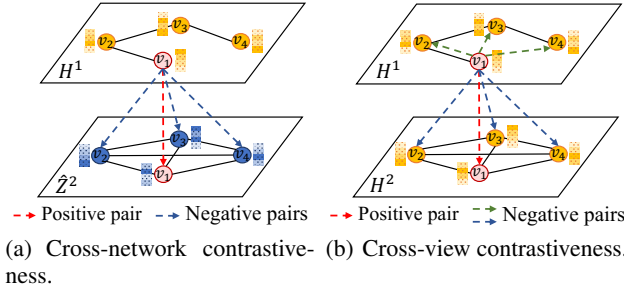 v₃
v₂
v₄
v₁
H¹
v₃
v₂
v₄
v₁
Ẑ²
Positive pair
Negative pairs
(a) Cross-network contrastive-
ness.
v₃
v₂
v₄
v₁
H¹
v₃
v₂
v₄
v₁
H²
Positive pair
Negative pairs
(b) Cross-view contrastiveness.